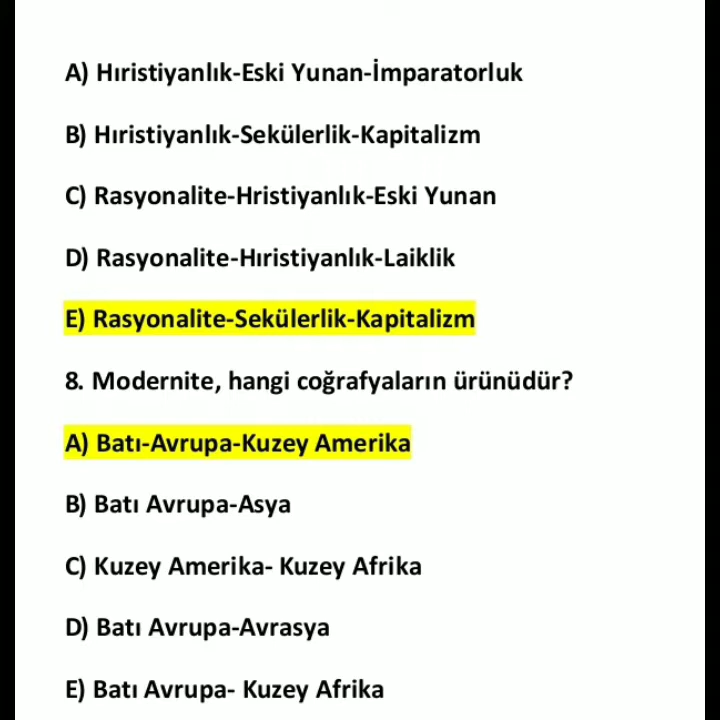 A) Hıristiyanlık-Eski Yunan-İmparatorluk
B) Hıristiyanlık-Sekülerlik-Kapitalizm
C) Rasyonalite-Hristiyanlık-Eski Yunan
D) Rasyonalite-Hıristiyanlık-Laiklik
E) Rasyonalite-Sekülerlik-Kapitalizm
8. Modernite, hangi coğrafyaların ürünüdür?
A) Batı-Avrupa-Kuzey Amerika
B) Batı Avrupa-Asya
C) Kuzey Amerika- Kuzey Afrika
D) Batı Avrupa-Avrasya
E) Batı Avrupa- Kuzey Afrika